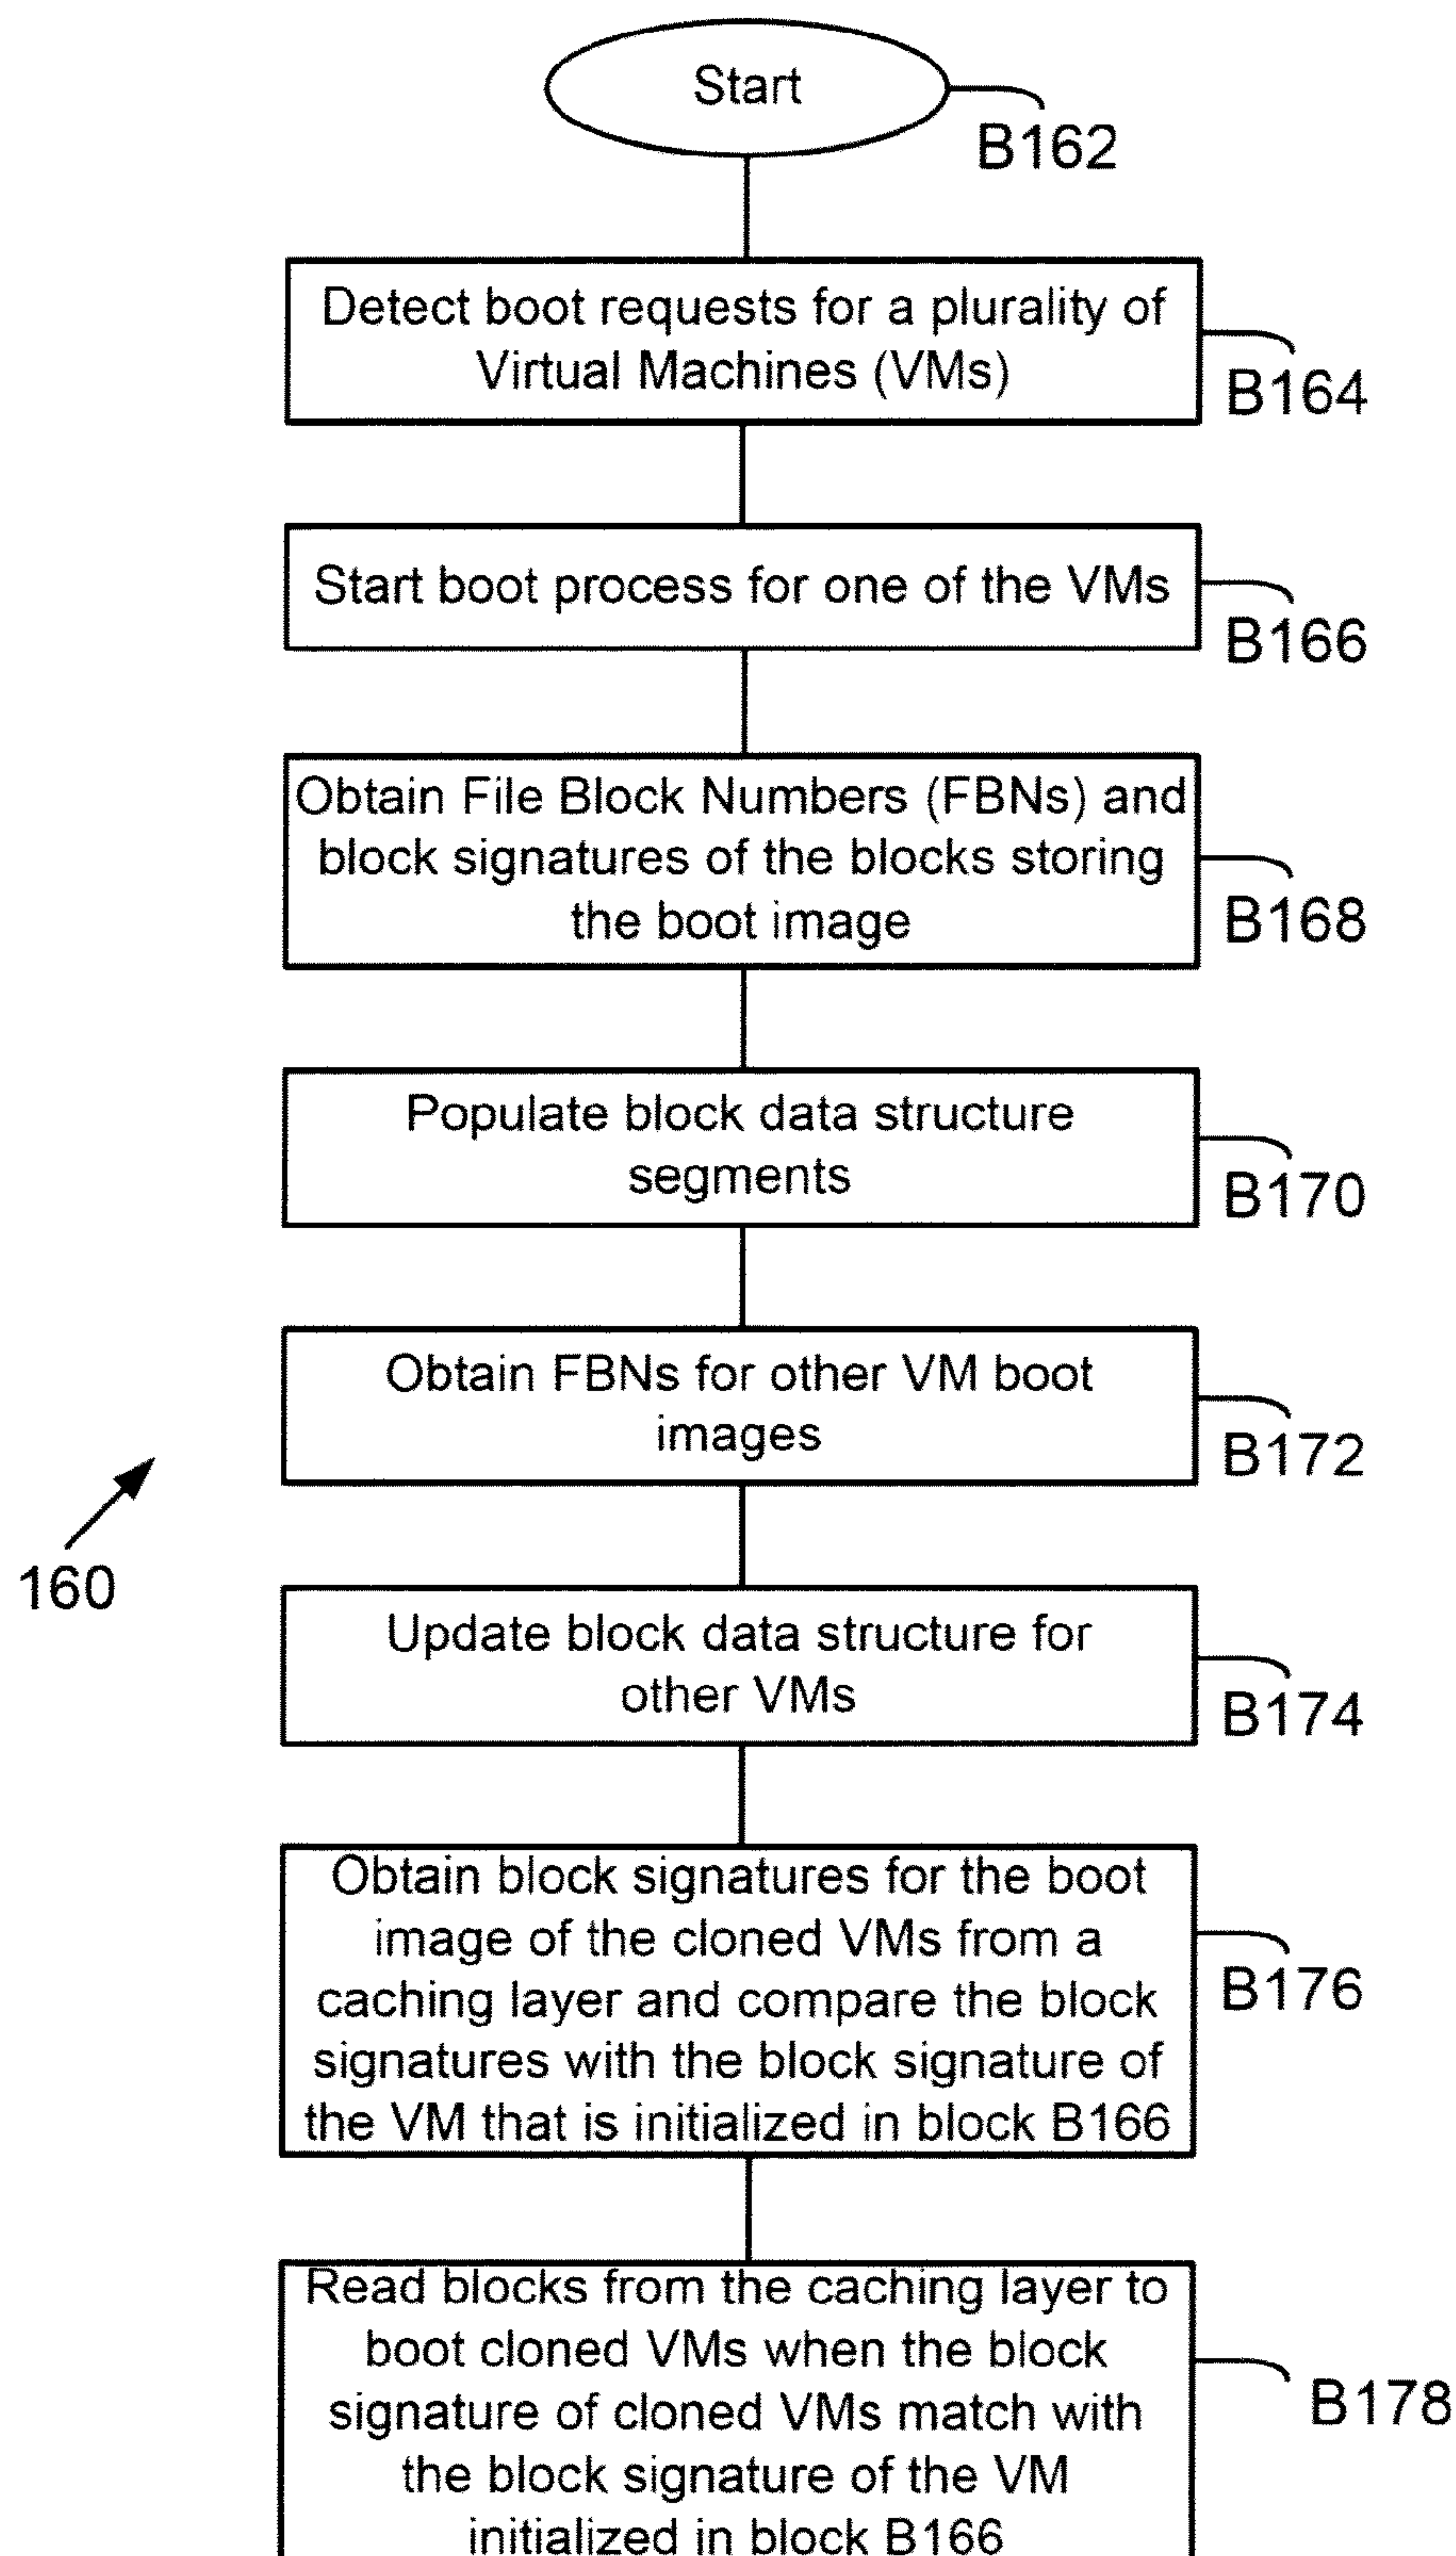 Start
B162
Detect boot requests for a plurality of
Virtual Machines (VMs)
B164
Start boot process for one of the VMs
B166
Obtain File Block Numbers (FBNs) and
block signatures of the blocks storing
the boot image
B168
Populate block data structure
segments
B170
Obtain FBNs for other VM boot
images
B172
160
Update block data structure for
other VMs
B174
Obtain block signatures for the boot
image of the cloned VMs from a
caching layer and compare the block
signatures with the block signature of
the VM that is initialized in block B166
B176
Read blocks from the caching layer to
boot cloned VMs when the block
signature of cloned VMs match with
the block signature of the VM
initialized in block B166
B178